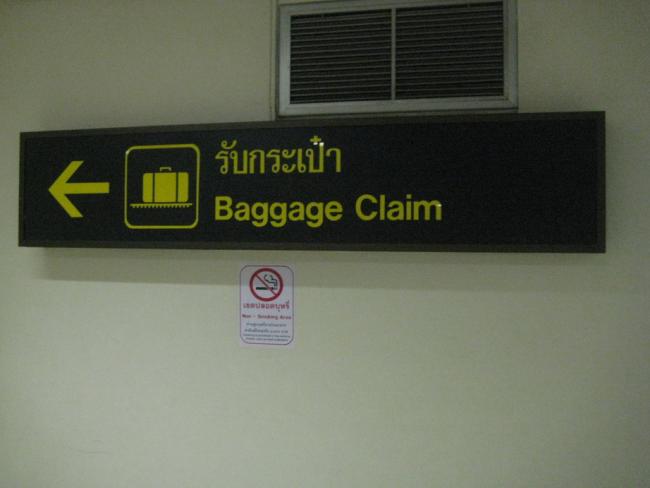 รับกระเป๋า
Baggage Claim
เขตปลอดบุหรี่
Non - Smoking Area